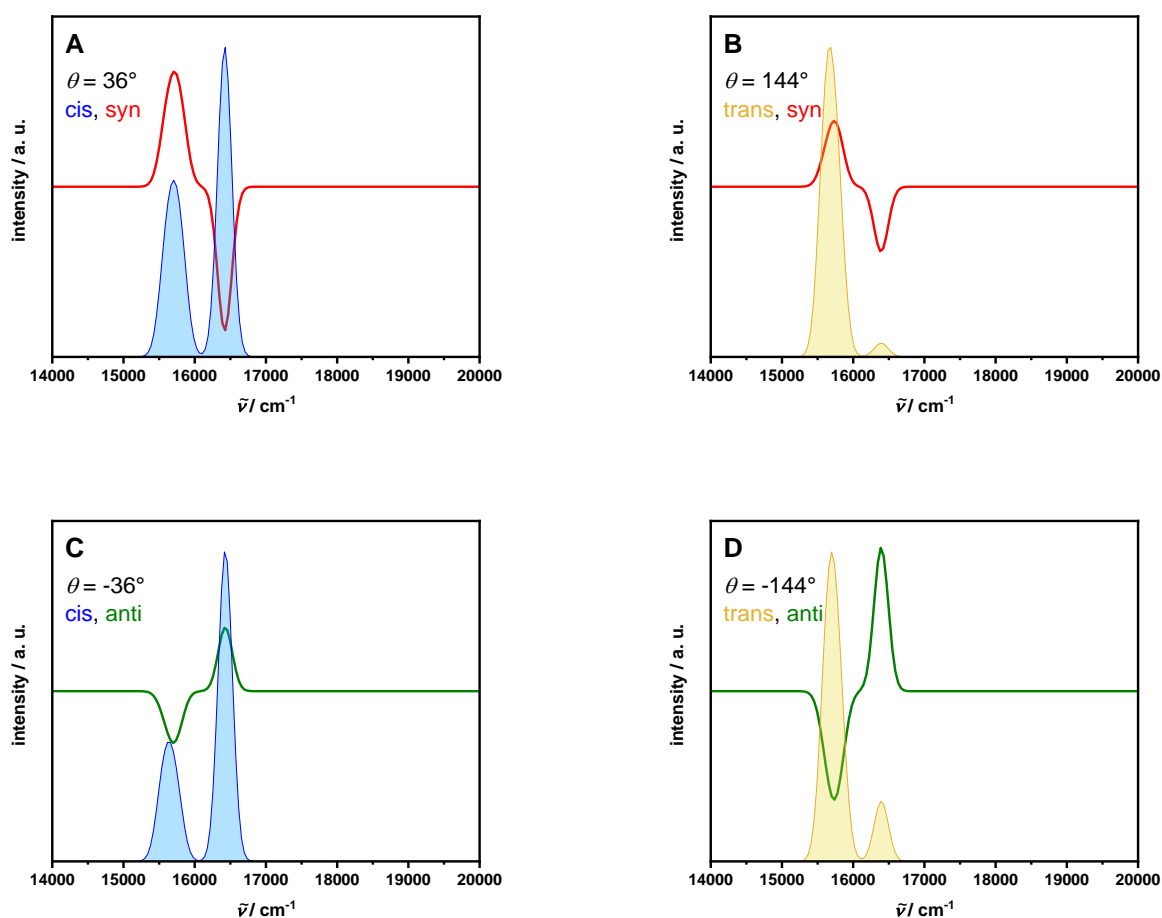 A
θ = 36°
cis, syn
intensity / a. u.
14000 15000 16000 17000 18000 19000 20000
ν̃ / cm⁻¹
B
θ = 144°
trans, syn
intensity / a. u.
14000 15000 16000 17000 18000 19000 20000
ν̃ / cm⁻¹
C
θ = -36°
cis, anti
intensity / a. u.
14000 15000 16000 17000 18000 19000 20000
ν̃ / cm⁻¹
D
θ = -144°
trans, anti
intensity / a. u.
14000 15000 16000 17000 18000 19000 20000
ν̃ / cm⁻¹